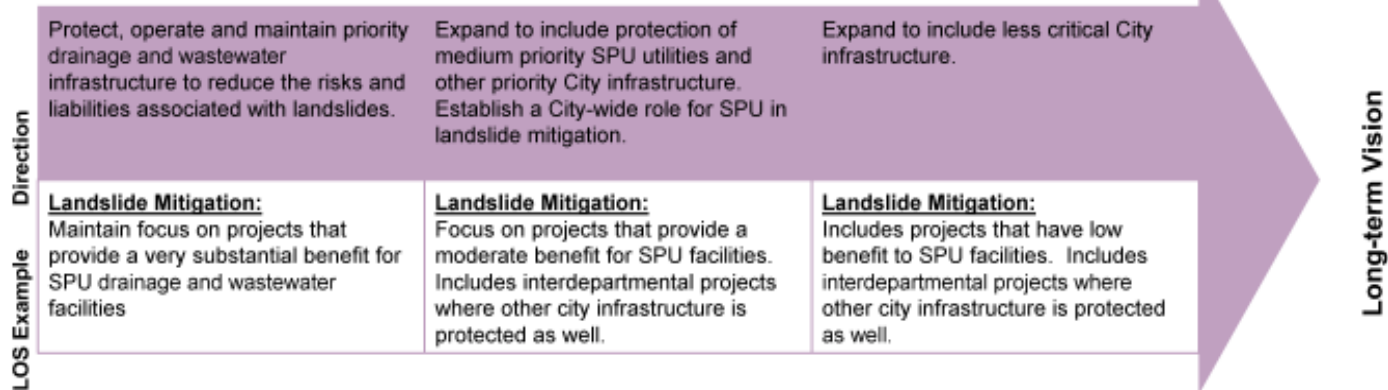 Direction
Protect, operate and maintain priority
drainage and wastewater
infrastructure to reduce the risks and
liabilities associated with landslides.
Expand to include protection of
medium priority SPU utilities and
other priority City infrastructure.
Establish a City-wide role for SPU in
landslide mitigation.
Expand to include less critical City
infrastructure.
LOS Example
Landslide Mitigation:
Maintain focus on projects that
provide a very substantial benefit for
SPU drainage and wastewater
facilities
Landslide Mitigation:
Focus on projects that provide a
moderate benefit for SPU facilities.
Includes interdepartmental projects
where other city infrastructure is
protected as well.
Landslide Mitigation:
Includes projects that have low
benefit to SPU facilities.  Includes
interdepartmental projects where
other city infrastructure is protected
as well.
Long-term Vision